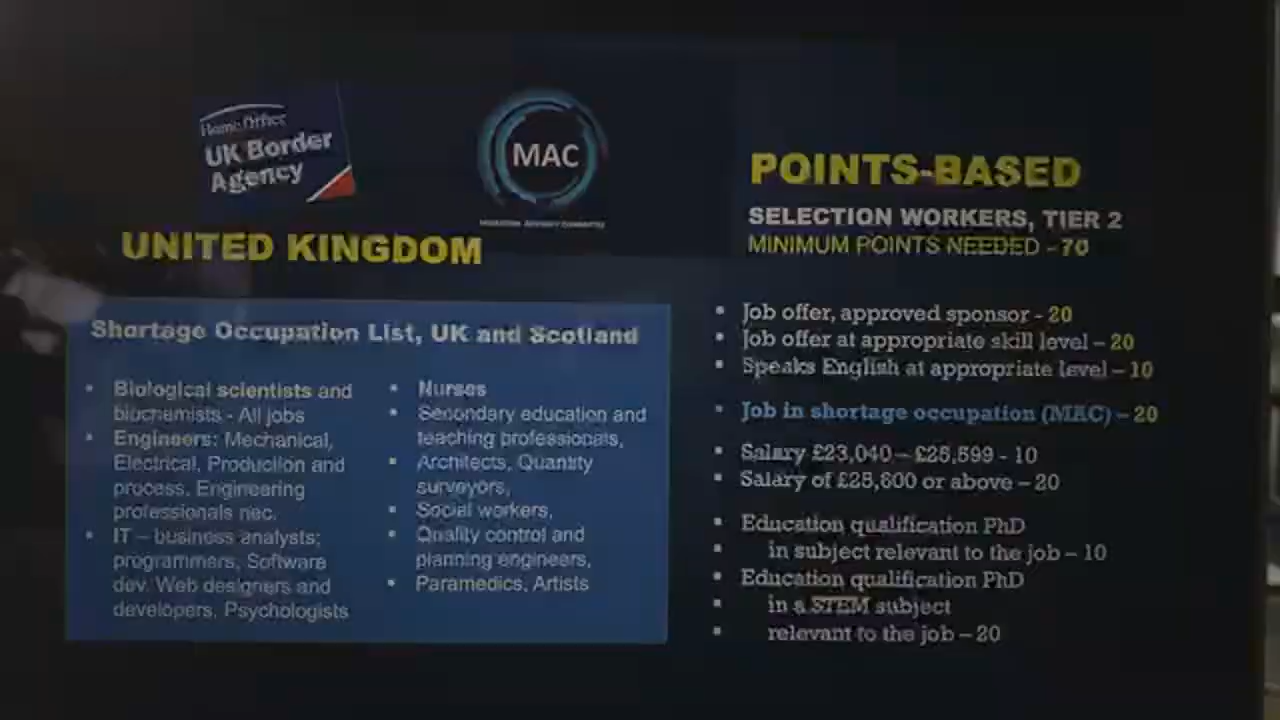 Home Office
UK Border
Agency
MAC
MIGRATION ADVISORY COMMITTEE
UNITED KINGDOM
Shortage Occupation List, UK and Scotland
• Biological scientists and
biochemists - All jobs
• Engineers: Mechanical,
Electrical, Production and
process, Engineering
professionals nec.
• IT – business analysts;
programmers, Software
dev. Web designers and
developers, Psychologists
• Nurses
• Secondary education and
teaching professionals,
• Architects, Quantity
surveyors,
• Social workers,
• Quality control and
planning engineers,
• Paramedics, Artists
POINTS-BASED
SELECTION WORKERS, TIER 2
MINIMUM POINTS NEEDED - 70
▪ Job offer, approved sponsor - 20
▪ Job offer at appropriate skill level – 20
▪ Speaks English at appropriate level – 10
▪ Job in shortage occupation (MAC) – 20
▪ Salary £23,040 – £25,599 - 10
▪ Salary of £25,600 or above – 20
▪ Education qualification PhD
▪ in subject relevant to the job – 10
▪ Education qualification PhD
▪ in a STEM subject
▪ relevant to the job – 20